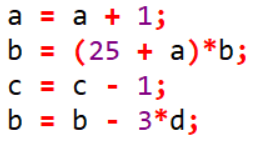 a = a + 1;
b = (25 + a)*b;
c = c - 1;
b = b - 3*d;